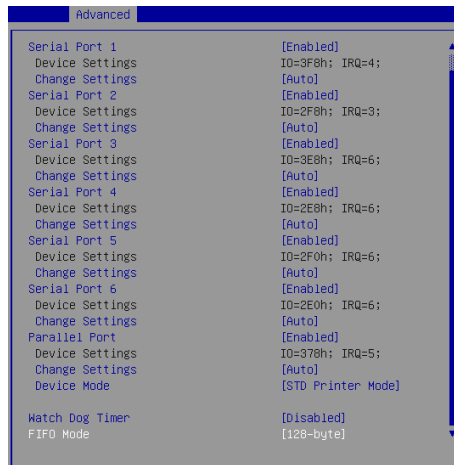 Advanced
Serial Port 1 [Enabled]
Device Settings IO=3F8h; IRQ=4;
Change Settings [Auto]
Serial Port 2 [Enabled]
Device Settings IO=2F8h; IRQ=3;
Change Settings [Auto]
Serial Port 3 [Enabled]
Device Settings IO=3E8h; IRQ=6;
Change Settings [Auto]
Serial Port 4 [Enabled]
Device Settings IO=2E8h; IRQ=6;
Change Settings [Auto]
Serial Port 5 [Enabled]
Device Settings IO=2F0h; IRQ=6;
Change Settings [Auto]
Serial Port 6 [Enabled]
Device Settings IO=2E0h; IRQ=6;
Change Settings [Auto]
Parallel Port [Enabled]
Device Settings IO=378h; IRQ=5;
Change Settings [Auto]
Device Mode [STD Printer Mode]
Watch Dog Timer [Disabled]
FIFO Mode [128-byte]